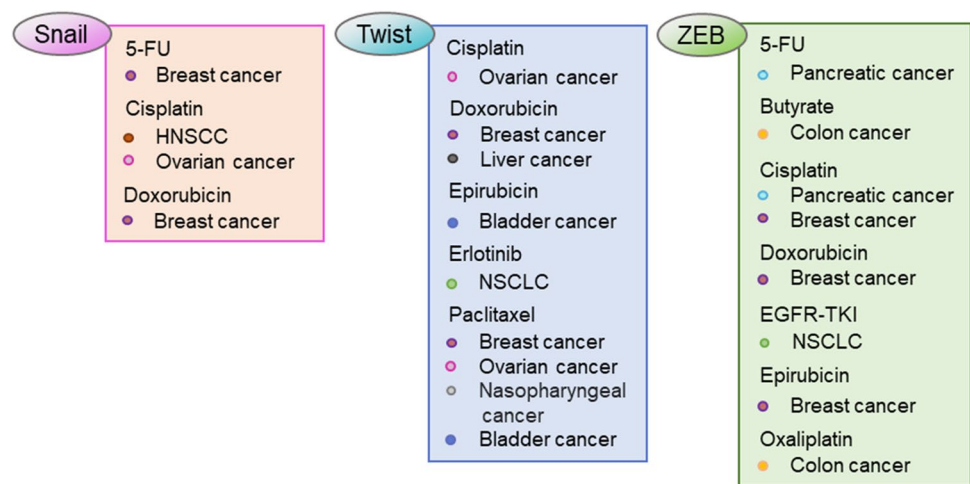 Snail
5-FU
Breast cancer
Cisplatin
HNSCC
Ovarian cancer
Doxorubicin
Breast cancer
Twist
Cisplatin
Ovarian cancer
Doxorubicin
Breast cancer
Liver cancer
Epirubicin
Bladder cancer
Erlotinib
NSCLC
Paclitaxel
Breast cancer
Ovarian cancer
Nasopharyngeal
cancer
Bladder cancer
ZEB
5-FU
Pancreatic cancer
Butyrate
Colon cancer
Cisplatin
Pancreatic cancer
Breast cancer
Doxorubicin
Breast cancer
EGFR-TKI
NSCLC
Epirubicin
Breast cancer
Oxaliplatin
Colon cancer